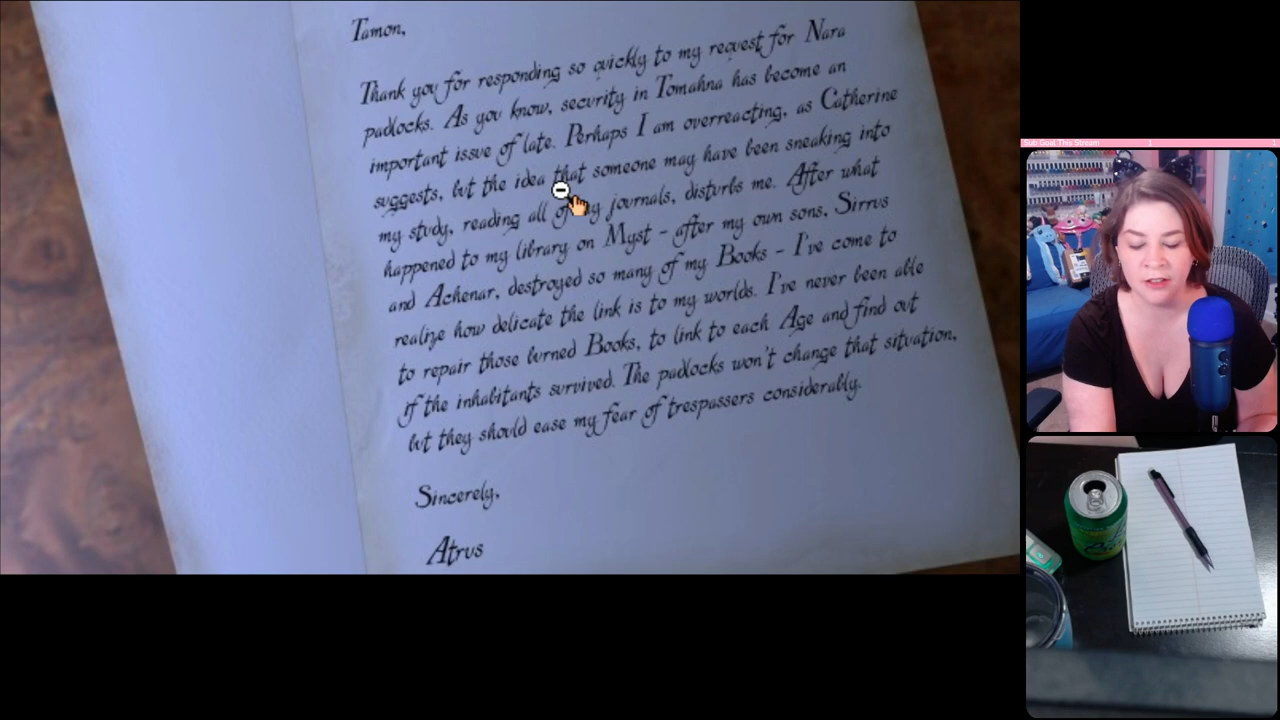 Tamon,
Thank you for responding so quickly to my request for Nara
padlocks. As you know, security in Tomahna has become an
important issue of late. Perhaps I am overreacting, as Catherine
suggests, but the idea that someone may have been sneaking into
my study, reading all of my journals, disturbs me. After what
happened to my library on Myst - after my own sons, Sirrus
and Achenar, destroyed so many of my Books - I've come to
realize how delicate the link is to my worlds. I've never been able
to repair those burned Books, to link to each Age and find out
if the inhabitants survived. The padlocks won't change that situation,
but they should ease my fear of trespassers considerably.
Sincerely,
Atrus
Sub Goal This Stream
1